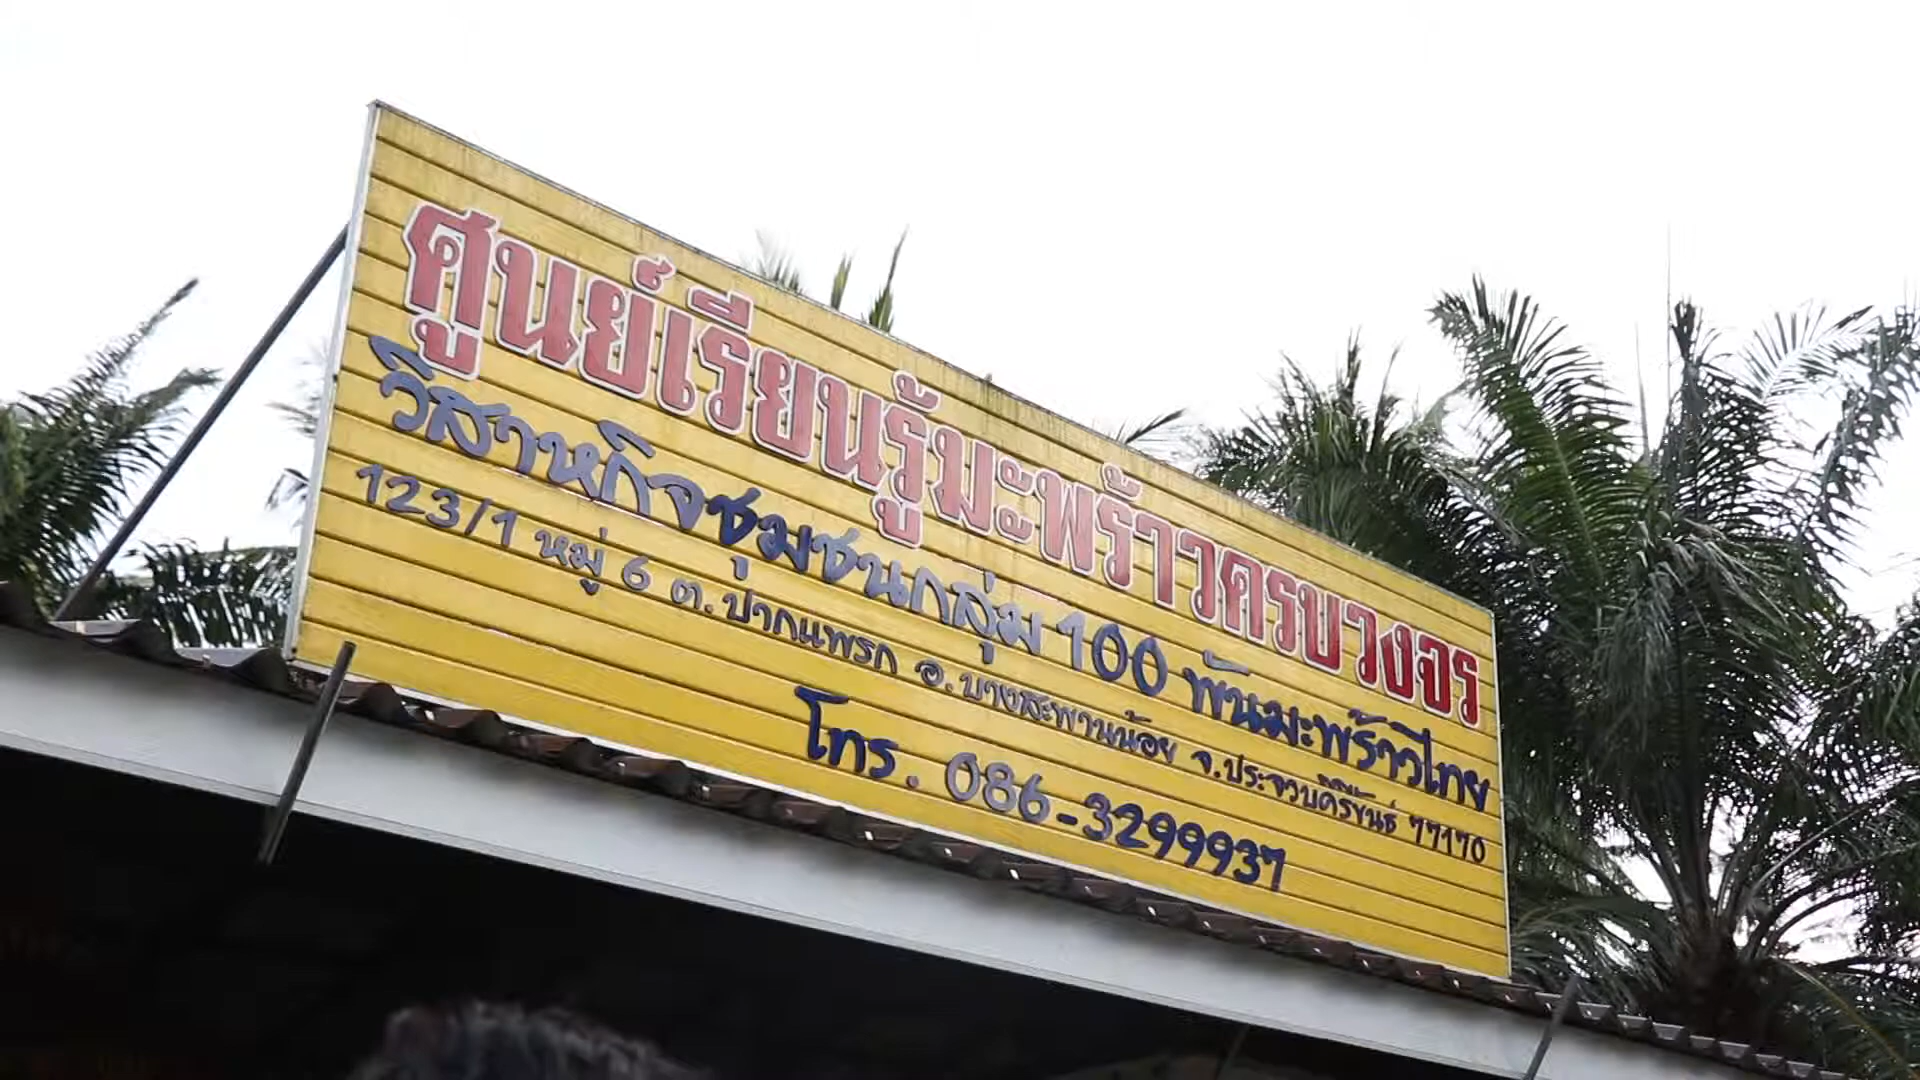 ศูนย์เรียนรู้มะพร้าวครบวงจร
วิสาหกิจชุมชนกลุ่ม 100 พันมะพร้าวไทย
123/1 หมู่ 6 ต.ปากแพรก อ.บางสะพานน้อย จ.ประจวบคิรีขันธ์ 77170
โทร. 086-3299937